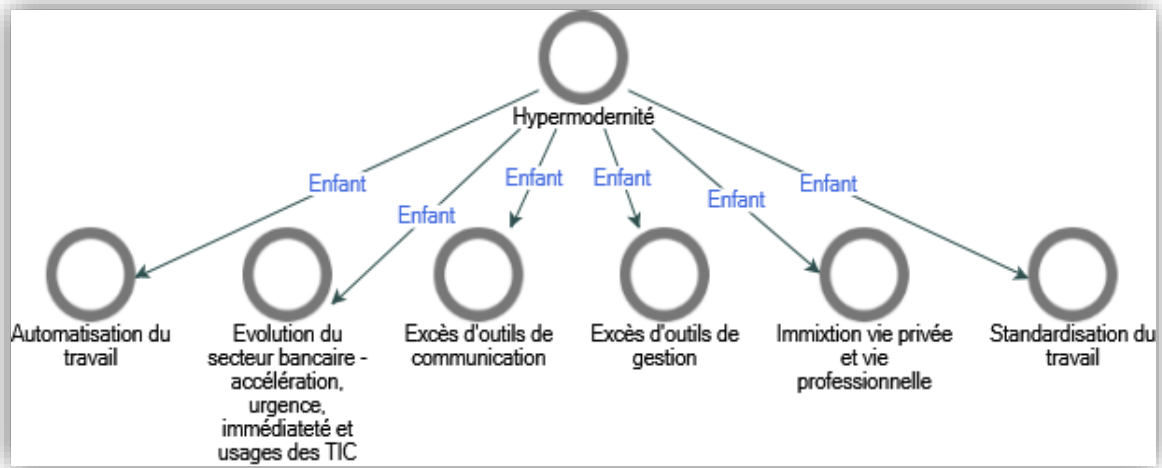 Hypermodernité
Enfant
Enfant
Enfant
Enfant
Enfant
Enfant
Automatisation du
travail
Evolution du
secteur bancaire -
accélération,
urgence,
immédiateté et
usages des TIC
Excès d'outils de
communication
Excès d'outils de
gestion
Immixtion vie privée
et vie
professionnelle
Standardisation du
travail